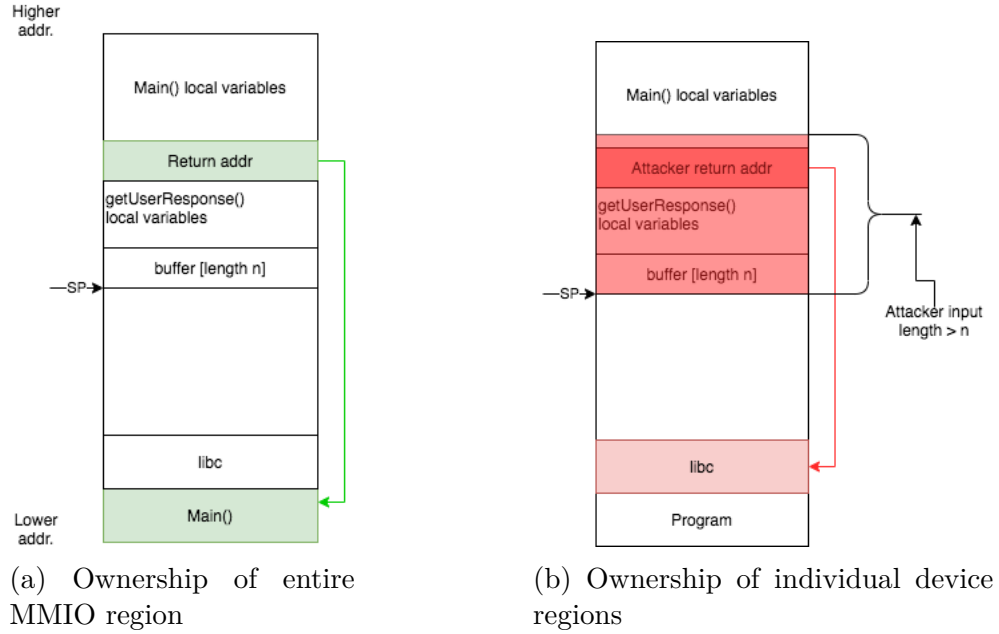 Higher
addr.
Main() local variables
Return addr
getUserResponse()
local variables
buffer [length n]
SP
libc
Main()
Lower
addr.
(a) Ownership of entire
MMIO region
Main() local variables
Attacker return addr
getUserResponse()
local variables
buffer [length n]
SP
Attacker input
length > n
libc
Program
(b) Ownership of individual device
regions